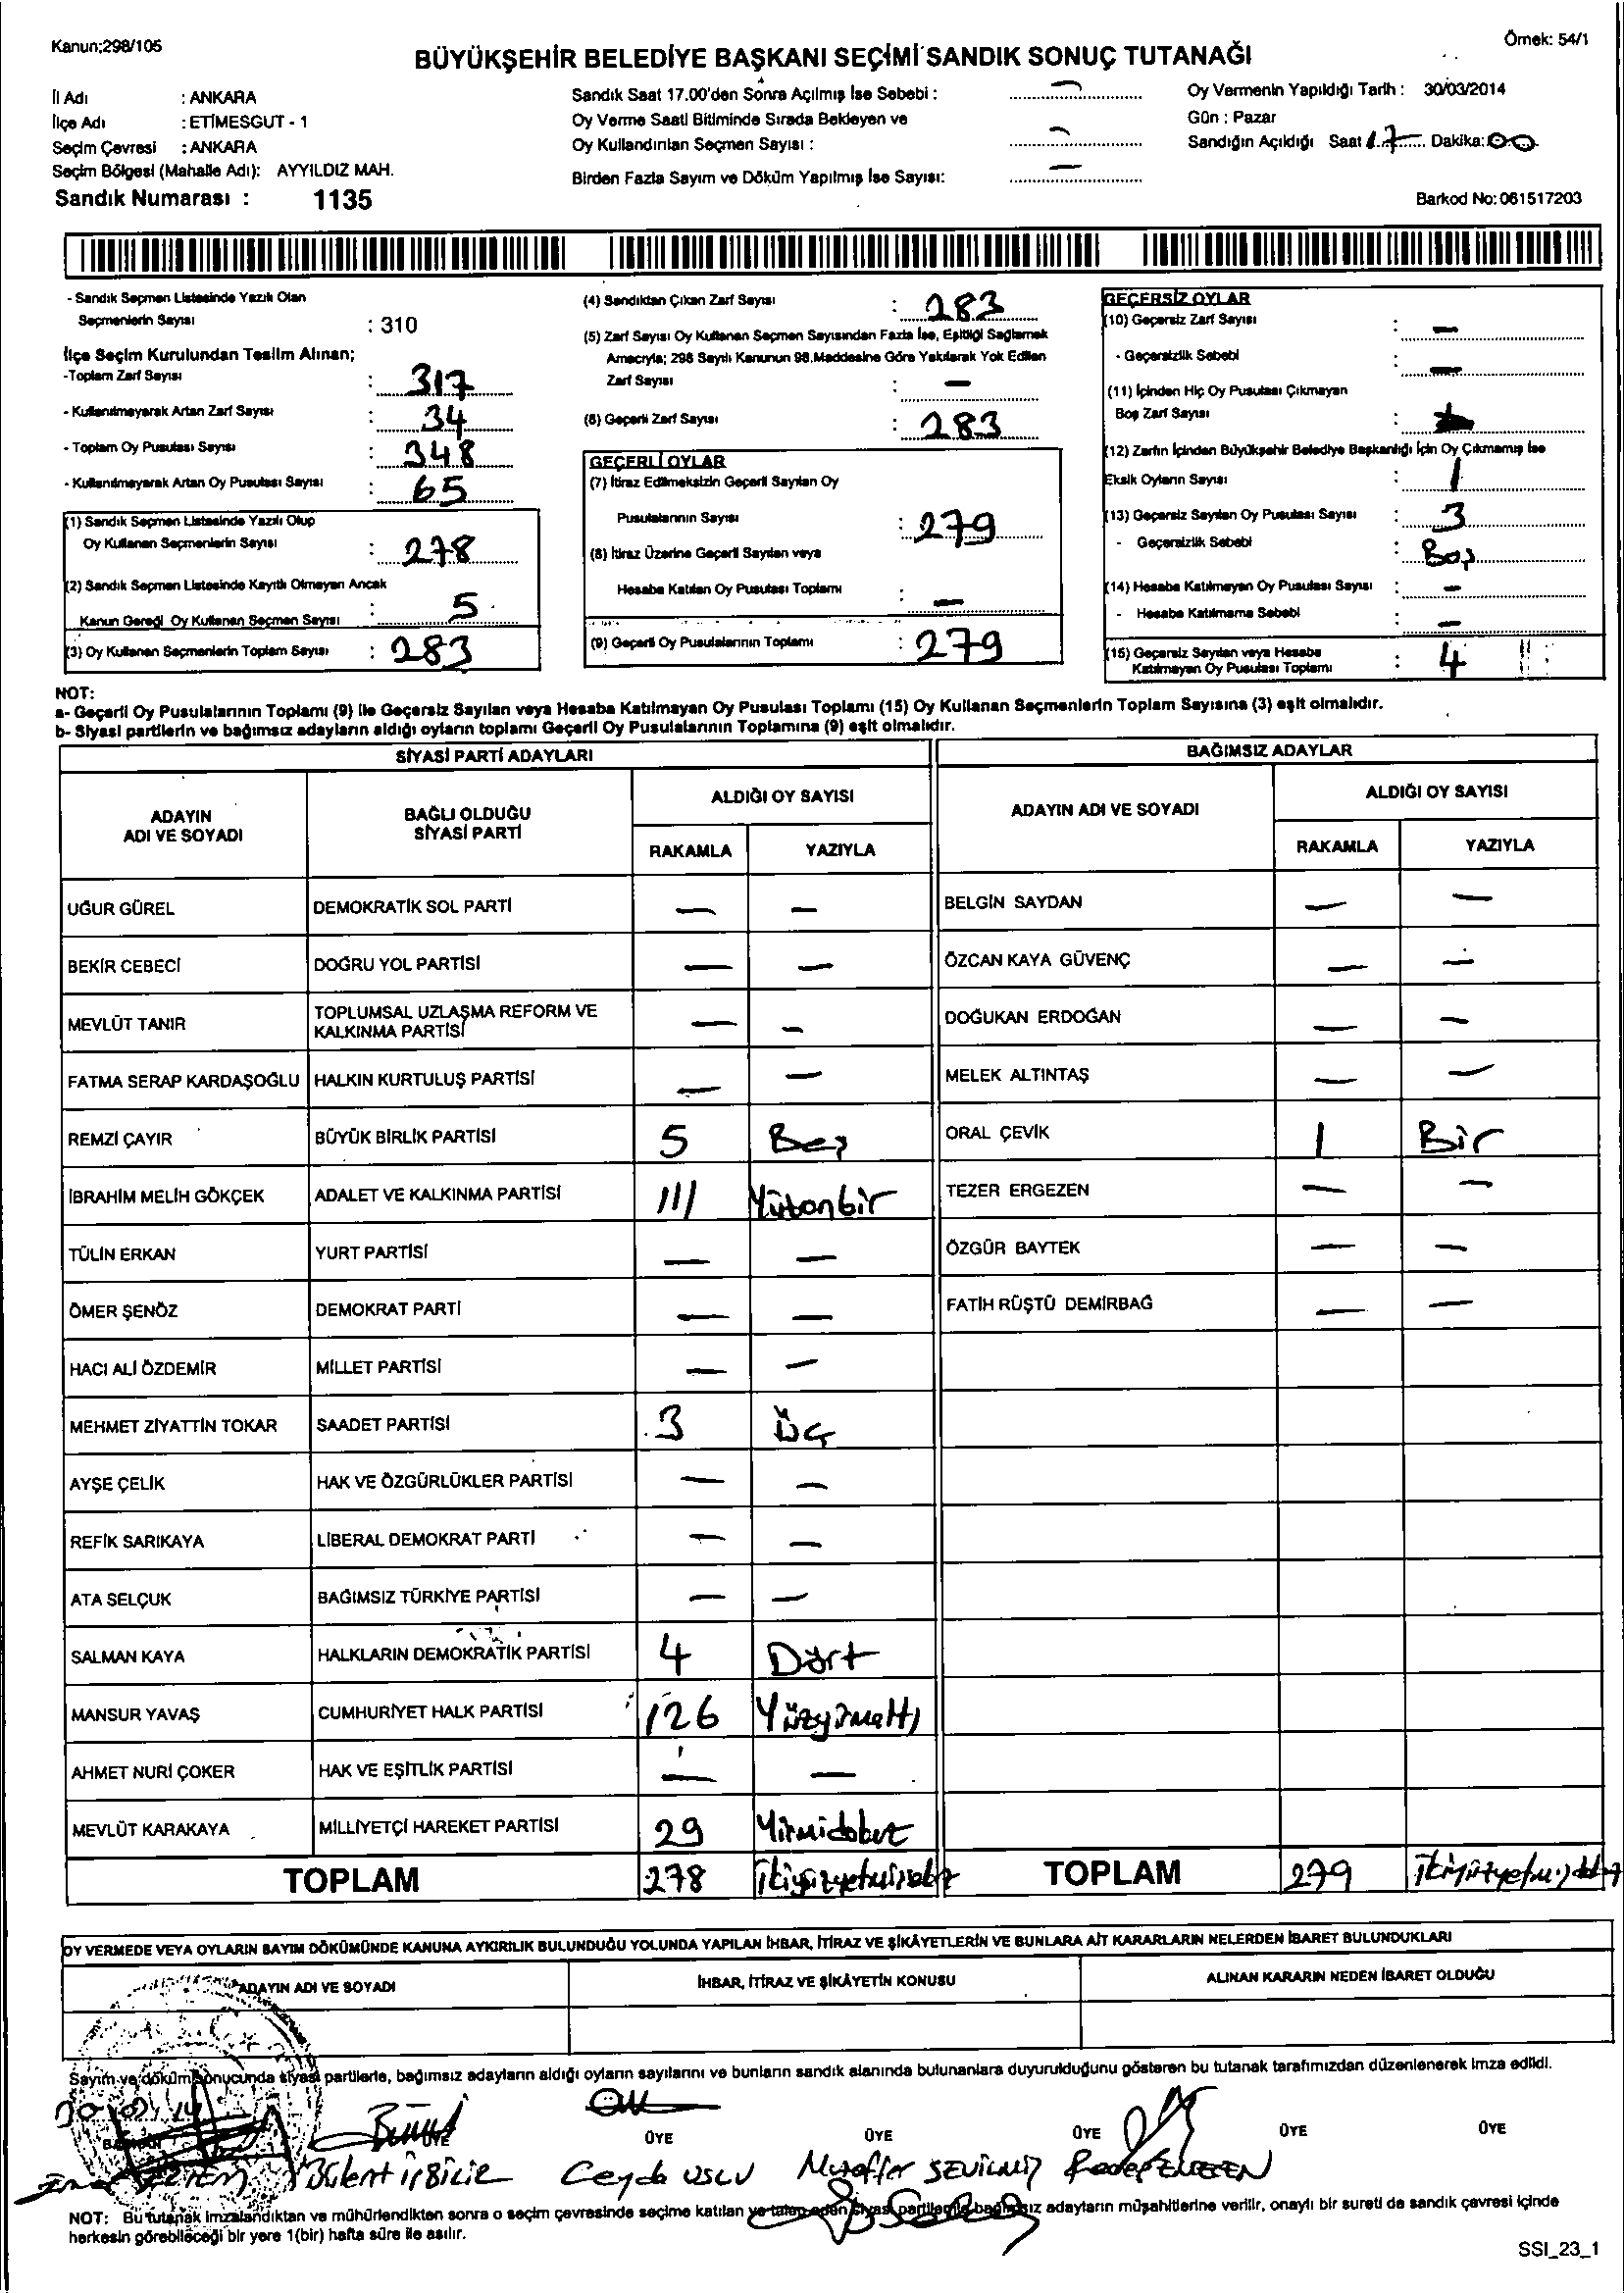 Kanun;298/105
Örnek: 54/1
BÜYÜKŞEHİR BELEDİYE BAŞKANI SEÇİMİ SANDIK SONUÇ TUTANAĞI
İl Adı : ANKARA
İlçe Adı : ETİMESGUT - 1
Seçim Çevresi : ANKARA
Seçim Bölgesi (Mahalle Adı): AYYILDIZ MAH.
Sandık Numarası : 1135
Sandık Saat 17.00'den Sonra Açılmış İse Sebebi : —
Oy Verme Saati Bitiminde Sırada Bekleyen ve
Oy Kullandırılan Seçmen Sayısı : —
Birden Fazla Sayım ve Döküm Yapılmış İse Sayısı: —
Oy Vermenin Yapıldığı Tarih : 30/03/2014
Gün : Pazar
Sandığın Açıldığı Saat 17 Dakika: 00
Barkod No: 061517203
- Sandık Seçmen Listesinde Yazılı Olan
Seçmenlerin Sayısı : 310
İlçe Seçim Kurulundan Teslim Alınan;
-Toplam Zarf Sayısı : 317
- Kullanılmayarak Artan Zarf Sayısı : 34
- Toplam Oy Pusulası Sayısı : 348
- Kullanılmayarak Artan Oy Pusulası Sayısı : 65
(1) Sandık Seçmen Listesinde Yazılı Olup
Oy Kullanan Seçmenlerin Sayısı : 278
(2) Sandık Seçmen Listesinde Kayıtlı Olmayan Ancak
Kanun Gereği Oy Kullanan Seçmen Sayısı : 5
(3) Oy Kullanan Seçmenlerin Toplam Sayısı : 283
(4) Sandıktan Çıkan Zarf Sayısı : 283
(5) Zarf Sayısı Oy Kullanan Seçmen Sayısından Fazla İse, Eşitliği Sağlamak
Amacıyla; 298 Sayılı Kanunun 98.Maddesine Göre Yakılarak Yok Edilen
Zarf Sayısı : —
(6) Geçerli Zarf Sayısı : 283
GEÇERLİ OYLAR
(7) İtiraz Edilmeksizin Geçerli Sayılan Oy
Pusulalarının Sayısı : 279
(8) İtiraz Üzerine Geçerli Sayılan veya
Hesaba Katılan Oy Pusulası Toplamı : —
(9) Geçerli Oy Pusulalarının Toplamı : 279
GEÇERSİZ OYLAR
(10) Geçersiz Zarf Sayısı : —
- Geçersizlik Sebebi : —
(11) İçinden Hiç Oy Pusulası Çıkmayan
Boş Zarf Sayısı :
(12) Zarfın İçinden Büyükşehir Belediye Başkanlığı İçin Oy Çıkmamış İse
Eksik Oyların Sayısı : 1
(13) Geçersiz Sayılan Oy Pusulası Sayısı : 3
- Geçersizlik Sebebi : Boş
(14) Hesaba Katılmayan Oy Pusulası Sayısı : —
- Hesaba Katılmama Sebebi : —
(15) Geçersiz Sayılan veya Hesaba
Katılmayan Oy Pusulası Toplamı : 4
NOT:
a- Geçerli Oy Pusulalarının Toplamı (9) ile Geçersiz Sayılan veya Hesaba Katılmayan Oy Pusulası Toplamı (15) Oy Kullanan Seçmenlerin Toplam Sayısına (3) eşit olmalıdır.
b- Siyasi partilerin ve bağımsız adayların aldığı oyların toplamı Geçerli Oy Pusulalarının Toplamına (9) eşit olmalıdır.
SİYASİ PARTİ ADAYLARI BAĞIMSIZ ADAYLAR
ADAYIN ADI VE SOYADI BAĞLI OLDUĞU SİYASİ PARTİ ALDIĞI OY SAYISI ADAYIN ADI VE SOYADI ALDIĞI OY SAYISI
RAKAMLA YAZIYLA RAKAMLA YAZIYLA
UĞUR GÜREL DEMOKRATİK SOL PARTİ — — BELGİN SAYDAN — —
BEKİR CEBECİ DOĞRU YOL PARTİSİ — — ÖZCAN KAYA GÜVENÇ — —
MEVLÜT TANIR TOPLUMSAL UZLAŞMA REFORM VE KALKINMA PARTİSİ — — DOĞUKAN ERDOĞAN — —
FATMA SERAP KARDAŞOĞLU HALKIN KURTULUŞ PARTİSİ — — MELEK ALTINTAŞ — —
REMZİ ÇAYIR BÜYÜK BİRLİK PARTİSİ 5 Beş ORAL ÇEVİK 1 Bir
İBRAHİM MELİH GÖKÇEK ADALET VE KALKINMA PARTİSİ 111 Yüzonbir TEZER ERGEZEN — —
TÜLİN ERKAN YURT PARTİSİ — — ÖZGÜR BAYTEK — —
ÖMER ŞENÖZ DEMOKRAT PARTİ — — FATİH RÜŞTÜ DEMİRBAĞ — —
HACI ALİ ÖZDEMİR MİLLET PARTİSİ — —
MEHMET ZİYATTİN TOKAR SAADET PARTİSİ 3 Üç
AYŞE ÇELİK HAK VE ÖZGÜRLÜKLER PARTİSİ — —
REFİK SARIKAYA LİBERAL DEMOKRAT PARTİ — —
ATA SELÇUK BAĞIMSIZ TÜRKİYE PARTİSİ — —
SALMAN KAYA HALKLARIN DEMOKRATİK PARTİSİ 4 Dört
MANSUR YAVAŞ CUMHURİYET HALK PARTİSİ 126 Yüzyirmialtı
AHMET NURİ ÇOKER HAK VE EŞİTLİK PARTİSİ — —
MEVLÜT KARAKAYA MİLLİYETÇİ HAREKET PARTİSİ 29 Yirmidokuz
TOPLAM 278 İkiyüzyetmişsekiz TOPLAM 279 İkiyüzyetmişdokuz
OY VERMEDE VEYA OYLARIN SAYIM DÖKÜMÜNDE KANUNA AYKIRILIK BULUNDUĞU YOLUNDA YAPILAN İHBAR, İTİRAZ VE ŞİKÂYETLERİN VE BUNLARA AİT KARARLARIN NELERDEN İBARET BULUNDUKLARI
ADAYIN ADI VE SOYADI İHBAR, İTİRAZ VE ŞİKÂYETİN KONUSU ALINAN KARARIN NEDEN İBARET OLDUĞU
Sayım ve döküm sonucunda siyasi partilerle, bağımsız adayların aldığı oyların sayılarını ve bunların sandık alanında bulunanlara duyurulduğunu gösteren bu tutanak tarafımızdan düzenlenerek imza edildi.
BAŞKAN ÜYE ÜYE ÜYE ÜYE ÜYE ÜYE
Bülent İŞBİLİR Ceyda USLU Muzaffer SEVİLMİŞ
NOT: Bu tutanak imzalandıktan ve mühürlendikten sonra o seçim çevresinde seçime katılan ve talep eden siyasi partilerle bağımsız adayların müşahitlerine verilir, onaylı bir sureti de sandık çevresi içinde
herkesin görebileceği bir yere 1(bir) hafta süre ile asılır.
SSI_23_1